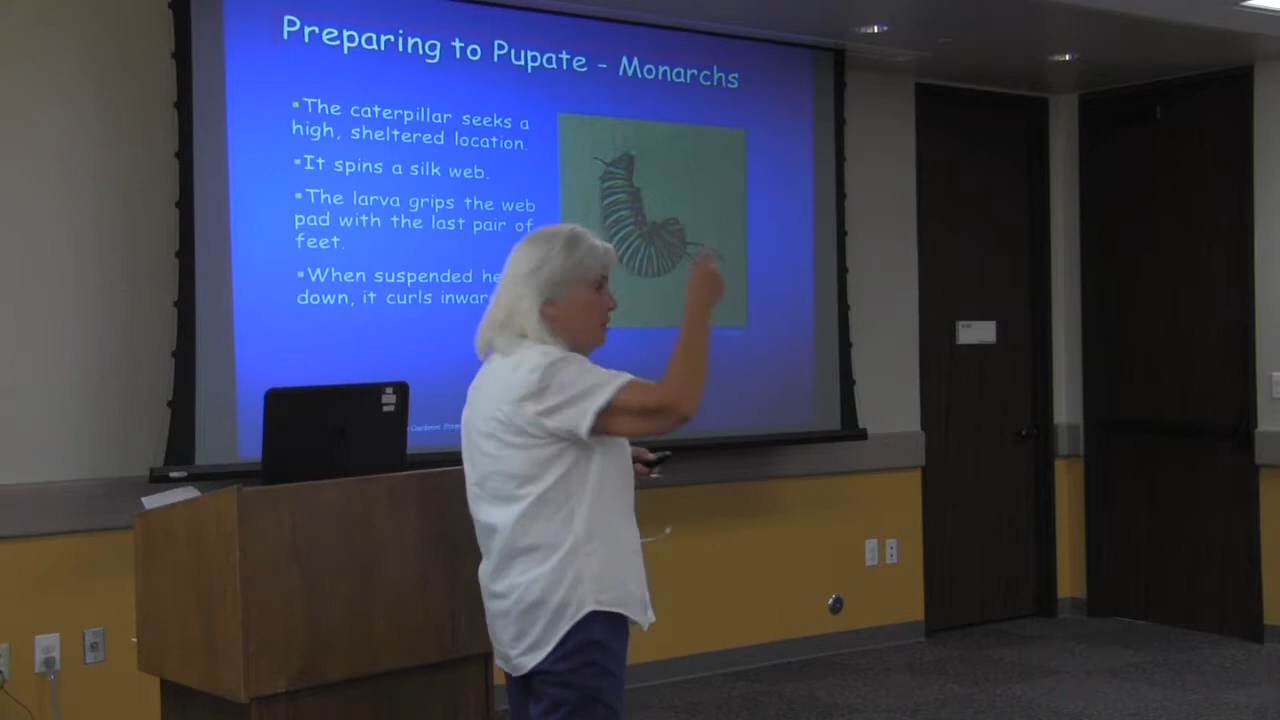 Preparing to Pupate - Monarchs
▪The caterpillar seeks a
high, sheltered location.
▪It spins a silk web.
▪The larva grips the web
pad with the last pair of
feet.
▪When suspended he
down, it curls inwar
Gardener